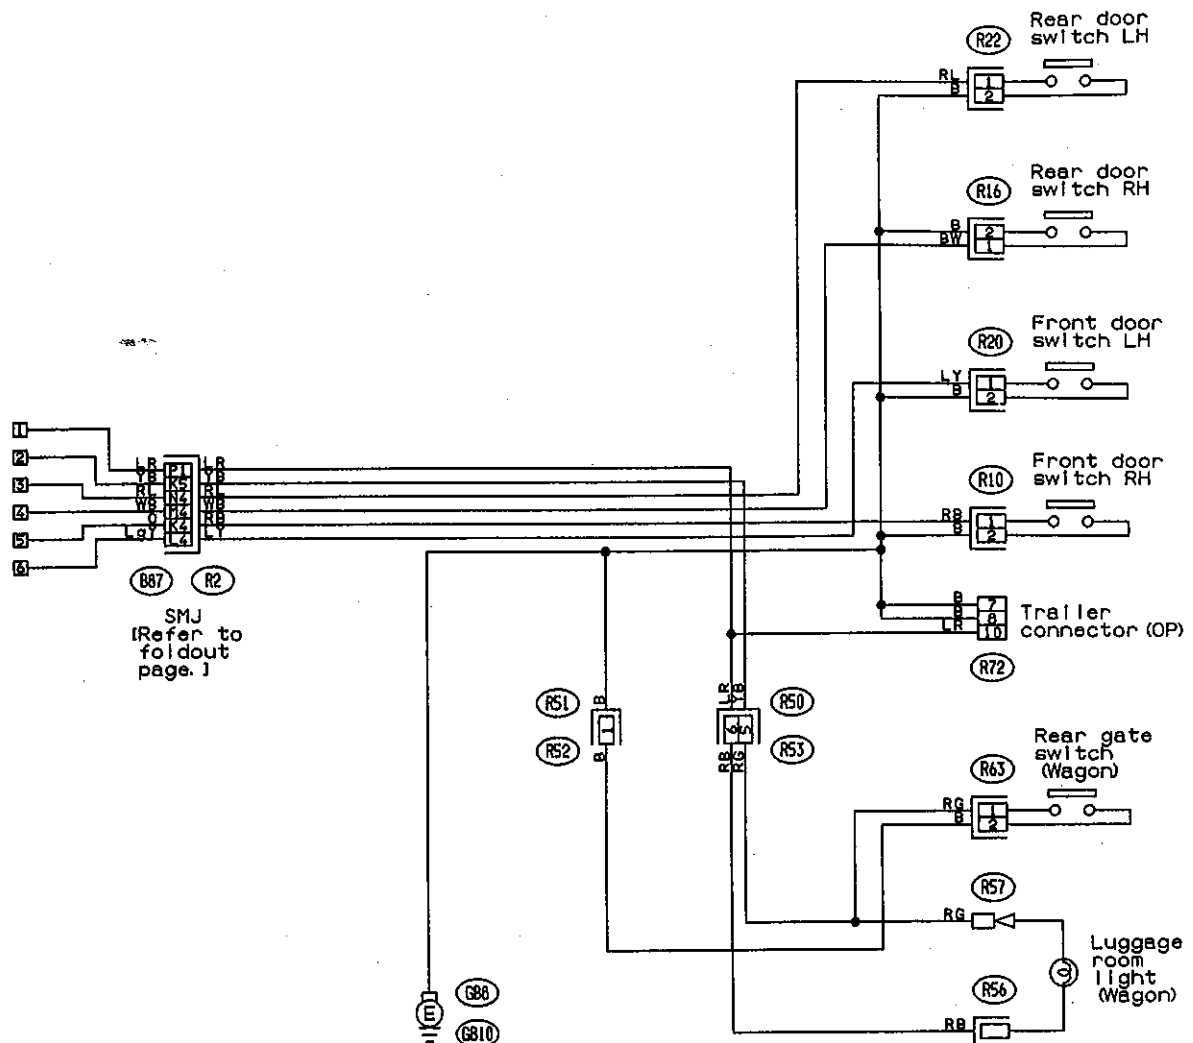 Rear door
switch LH
R22
RL
1
B
2
Rear door
switch RH
R16
B
2
BW
1
Front door
switch LH
R20
LY
1
B
2
Front door
switch RH
R10
RB
1
B
2
1
2
3
4
5
6
LR P1 LR
YB K5 YB
RL N4 RL
WB WB
O K4 RB
LgY L4 LY
B87
R2
SMJ
[Refer to
foldout
page.]
B 7
B 8
LR 10
Trailer
connector (OP)
R72
R51
B
1
R52
B
LR YB
R50
6 5
R53
RB RG
Rear gate
switch
(Wagon)
R63
RG
1
B
2
R57
RG
Luggage
room
light
(Wagon)
R56
RB
E
GB8
GB10